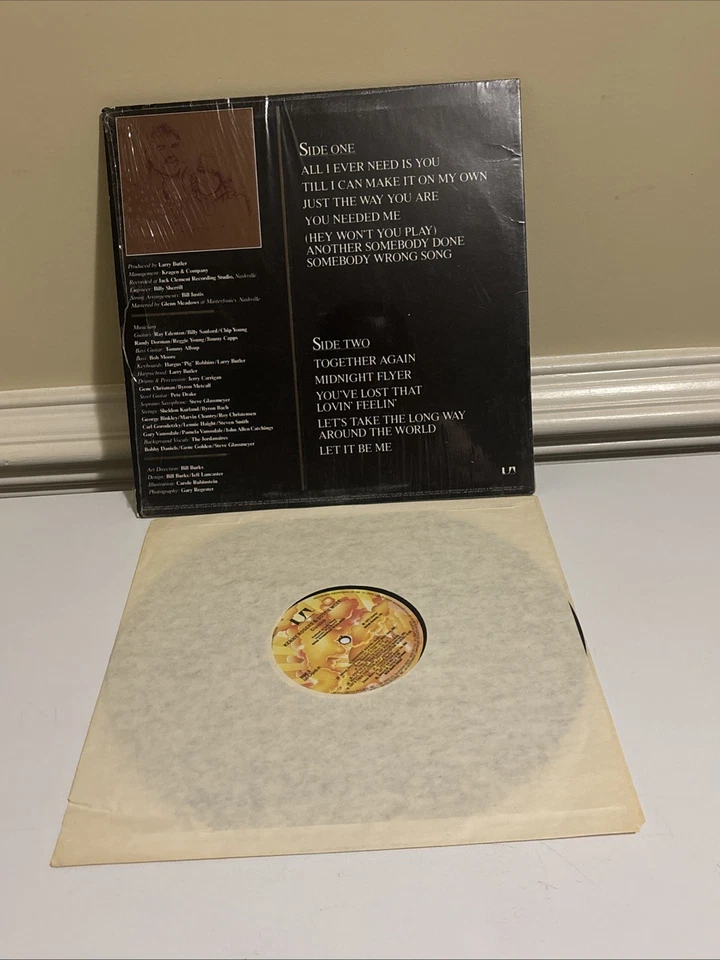 Produced by Larry Butler
Management: Kragen & Company
Recorded at Jack Clement Recording Studio, Nashville
Engineer: Billy Sherrill
String Arrangements: Bill Justis
Mastered by Glenn Meadows at Masterfonics, Nashville
Musicians
Guitars: Ray Edenton/Billy Sanford/Chip Young
Randy Dorman/Reggie Young/Jimmy Capps
Bass Guitar: Tommy Allsup
Bass: Bob Moore
Keyboards: Hargus "Pig" Robbins/Larry Butler
Harpsichord: Larry Butler
Drums & Percussion: Jerry Carrigan
Gene Chrisman/Byron Metcalf
Steel Guitar: Pete Drake
Soprano Saxophone: Steve Glassmeyer
Strings: Sheldon Kurland/Byron Bach
George Binkley/Marvin Chantry/Roy Christensen
Carl Gorodetzky/Lennie Haight/Steven Smith
Gary Vanosdale/Pamela Vanosdale/John Allen Catchings
Background Vocals: The Jordanaires
Bobby Daniels/Gene Golden/Steve Glassmeyer
Art Direction: Bill Burks
Design: Bill Burks/Jeff Lancaster
Illustration: Carole Rubinstein
Photography: Gary Regester
SIDE ONE
ALL I EVER NEED IS YOU
TILL I CAN MAKE IT ON MY OWN
JUST THE WAY YOU ARE
YOU NEEDED ME
(HEY WON'T YOU PLAY)
ANOTHER SOMEBODY DONE
SOMEBODY WRONG SONG
SIDE TWO
TOGETHER AGAIN
MIDNIGHT FLYER
YOU'VE LOST THAT
LOVIN' FEELIN'
LET'S TAKE THE LONG WAY
AROUND THE WORLD
LET IT BE ME
UA
UA
KENNY ROGERS & DOTTIE WEST